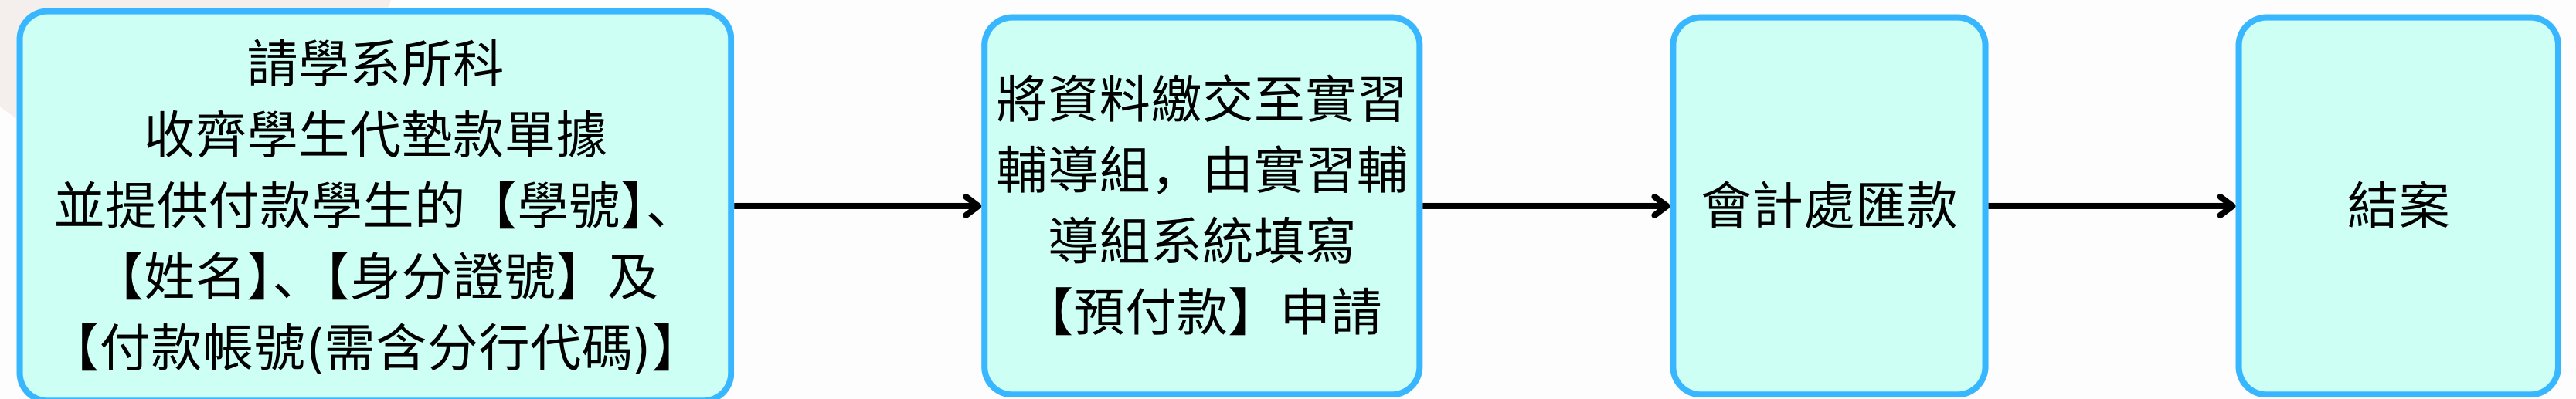 請學系所科
收齊學生代墊款單據
並提供付款學生的【學號】、
【姓名】、【身分證號】及
【付款帳號(需含分行代碼)】
將資料繳交至實習
輔導組，由實習輔
導組系統填寫
【預付款】申請
會計處匯款
結案